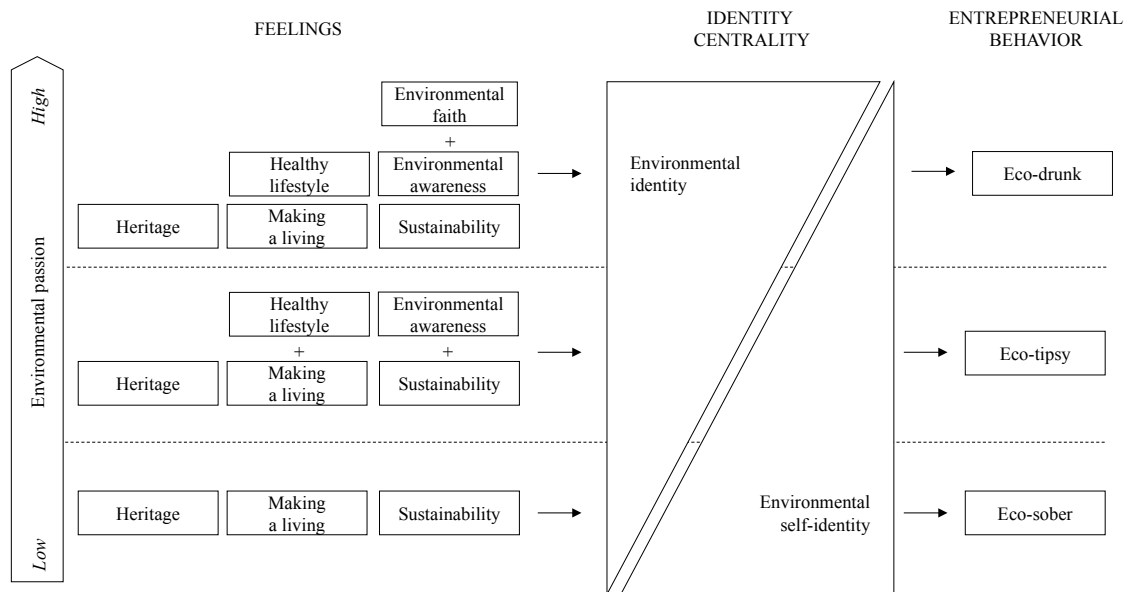 FEELINGS
IDENTITY
CENTRALITY
ENTREPRENEURIAL
BEHAVIOR
High
Environmental passion
Low
Environmental
faith
+
Healthy
lifestyle
Environmental
awareness
Heritage
Making
a living
Sustainability
Environmental
identity
Eco-drunk
Healthy
lifestyle
Environmental
awareness
+
+
Heritage
Making
a living
Sustainability
Eco-tipsy
Heritage
Making
a living
Sustainability
Environmental
self-identity
Eco-sober